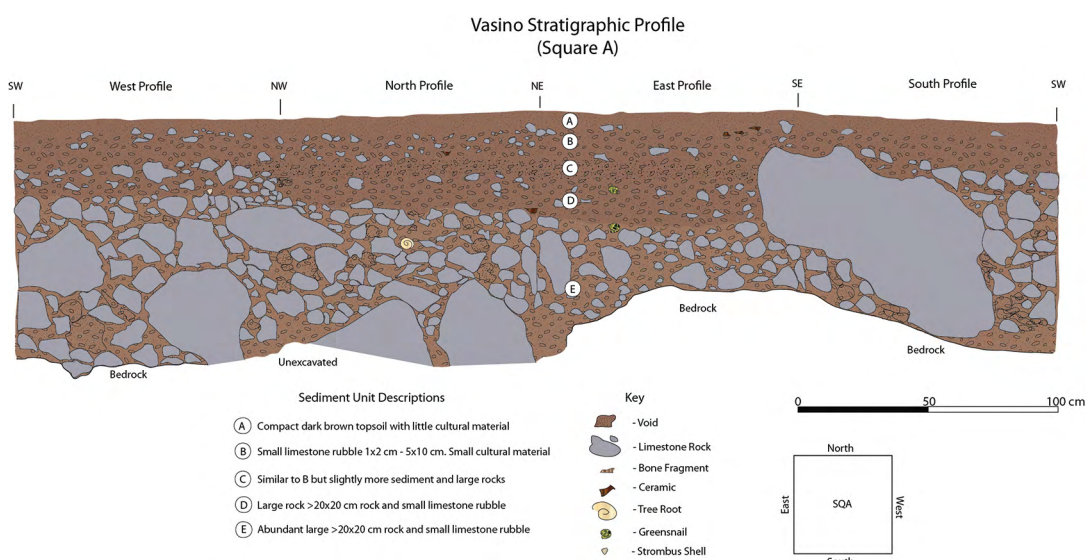 Vasino Stratigraphic Profile
(Square A)
SW
West Profile
NW
North Profile
NE
East Profile
SE
South Profile
SW
A
B
C
D
E
Bedrock
Unexcavated
Bedrock
Bedrock
Sediment Unit Descriptions
A Compact dark brown topsoil with little cultural material
B Small limestone rubble 1x2 cm - 5x10 cm. Small cultural material
C Similar to B but slightly more sediment and large rocks
D Large rock >20x20 cm rock and small limestone rubble
E Abundant large >20x20 cm rock and small limestone rubble
Key
- Void
- Limestone Rock
- Bone Fragment
- Ceramic
- Tree Root
- Greensnail
- Strombus Shell
0 50 100 cm
North
East
SQA
West